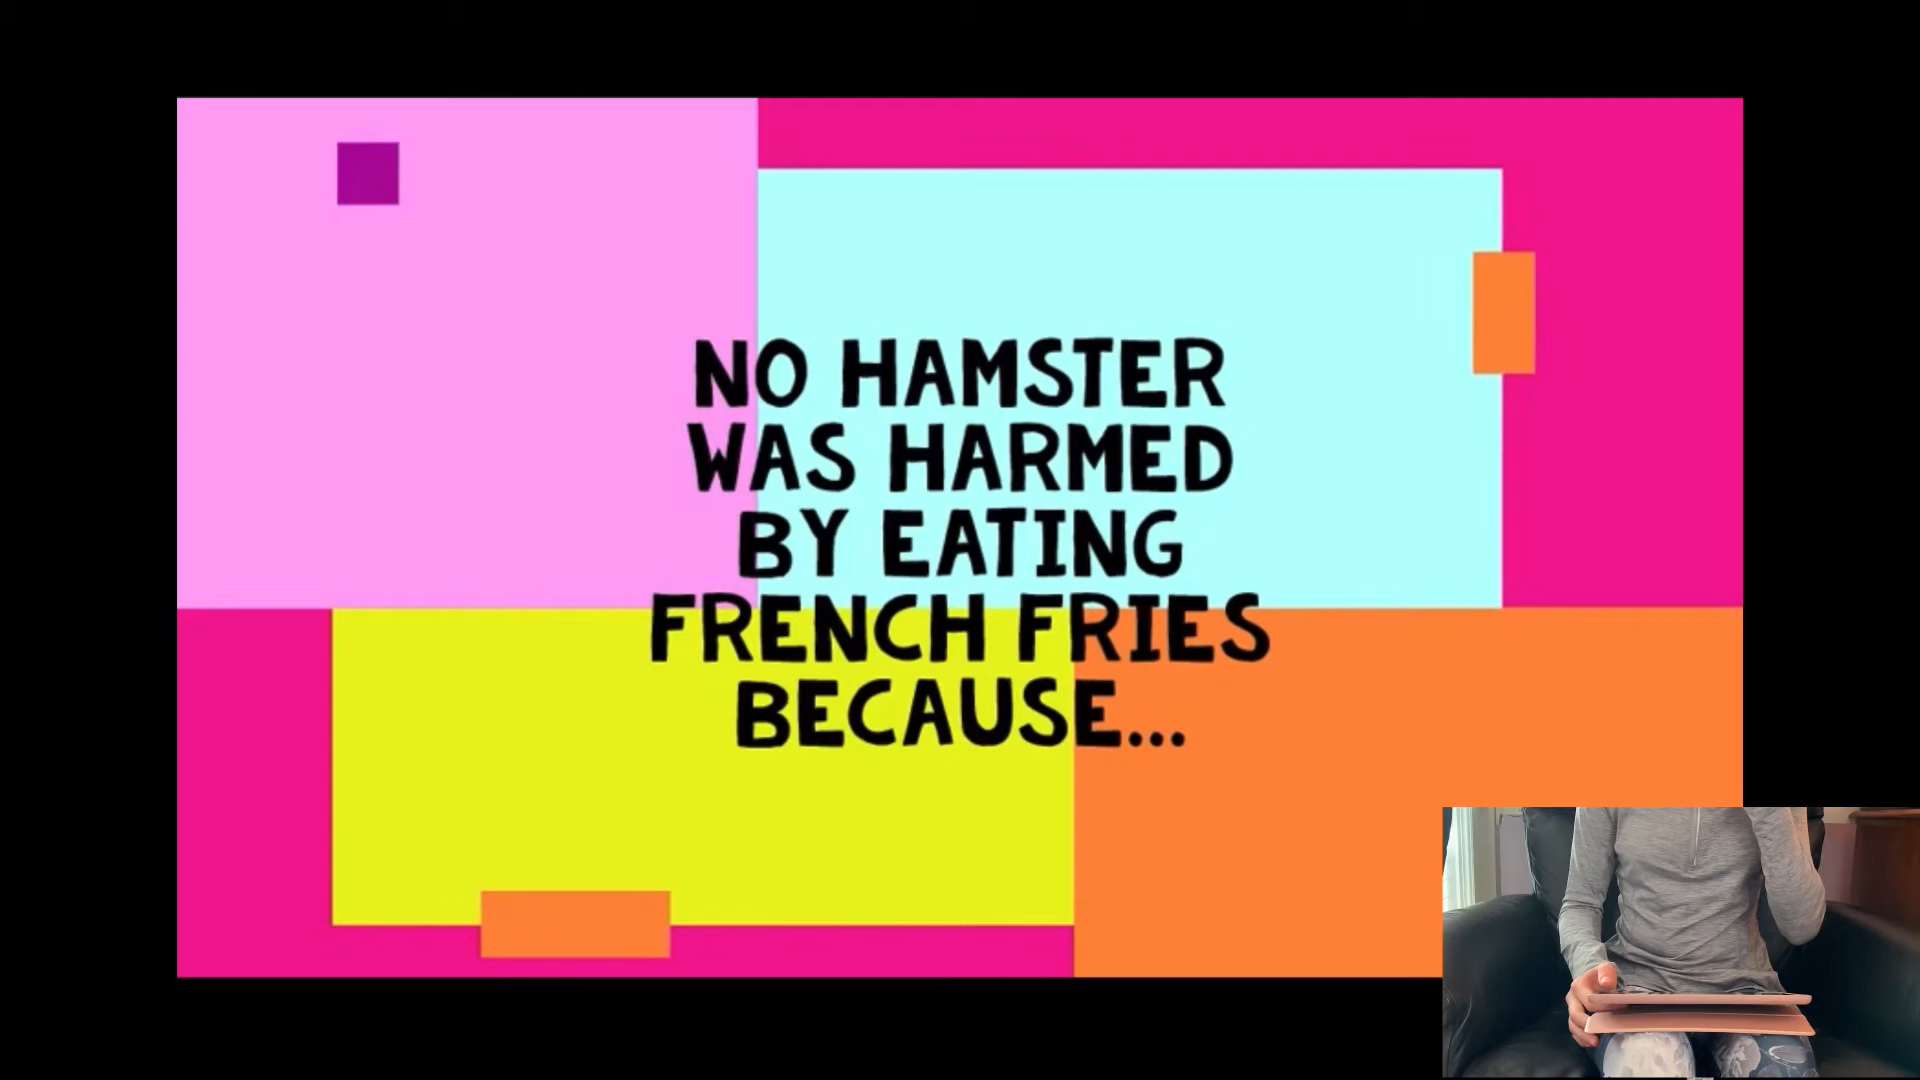 NO HAMSTER
WAS HARMED
BY EATING
FRENCH FRIES
BECAUSE...